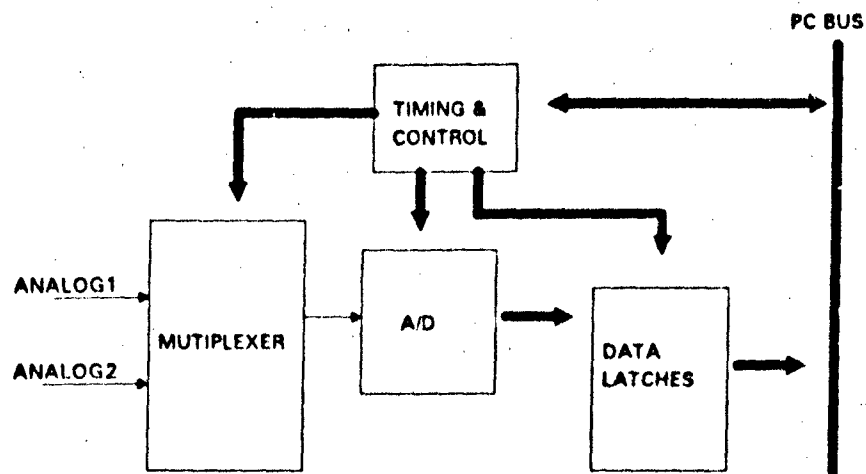 PC BUS
TIMING &
CONTROL
ANALOG1
MUTIPLEXER
A/D
ANALOG2
DATA
LATCHES